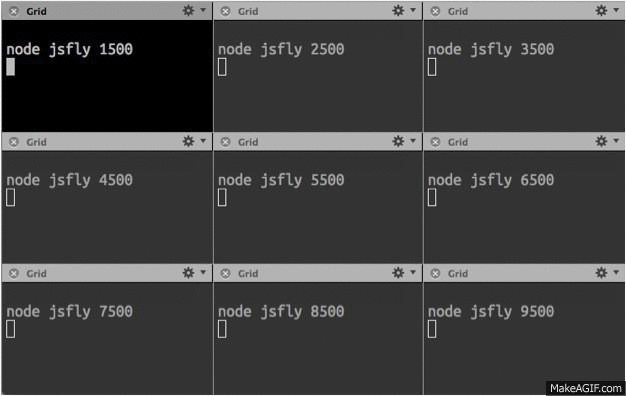 Grid
Grid
Grid
node jsfly 1500
node jsfly 2500
node jsfly 3500
Grid
Grid
Grid
node jsfly 4500
node jsfly 5500
node jsfly 6500
Grid
Grid
Grid
node jsfly 7500
node jsfly 8500
node jsfly 9500
MakeAGIF.com